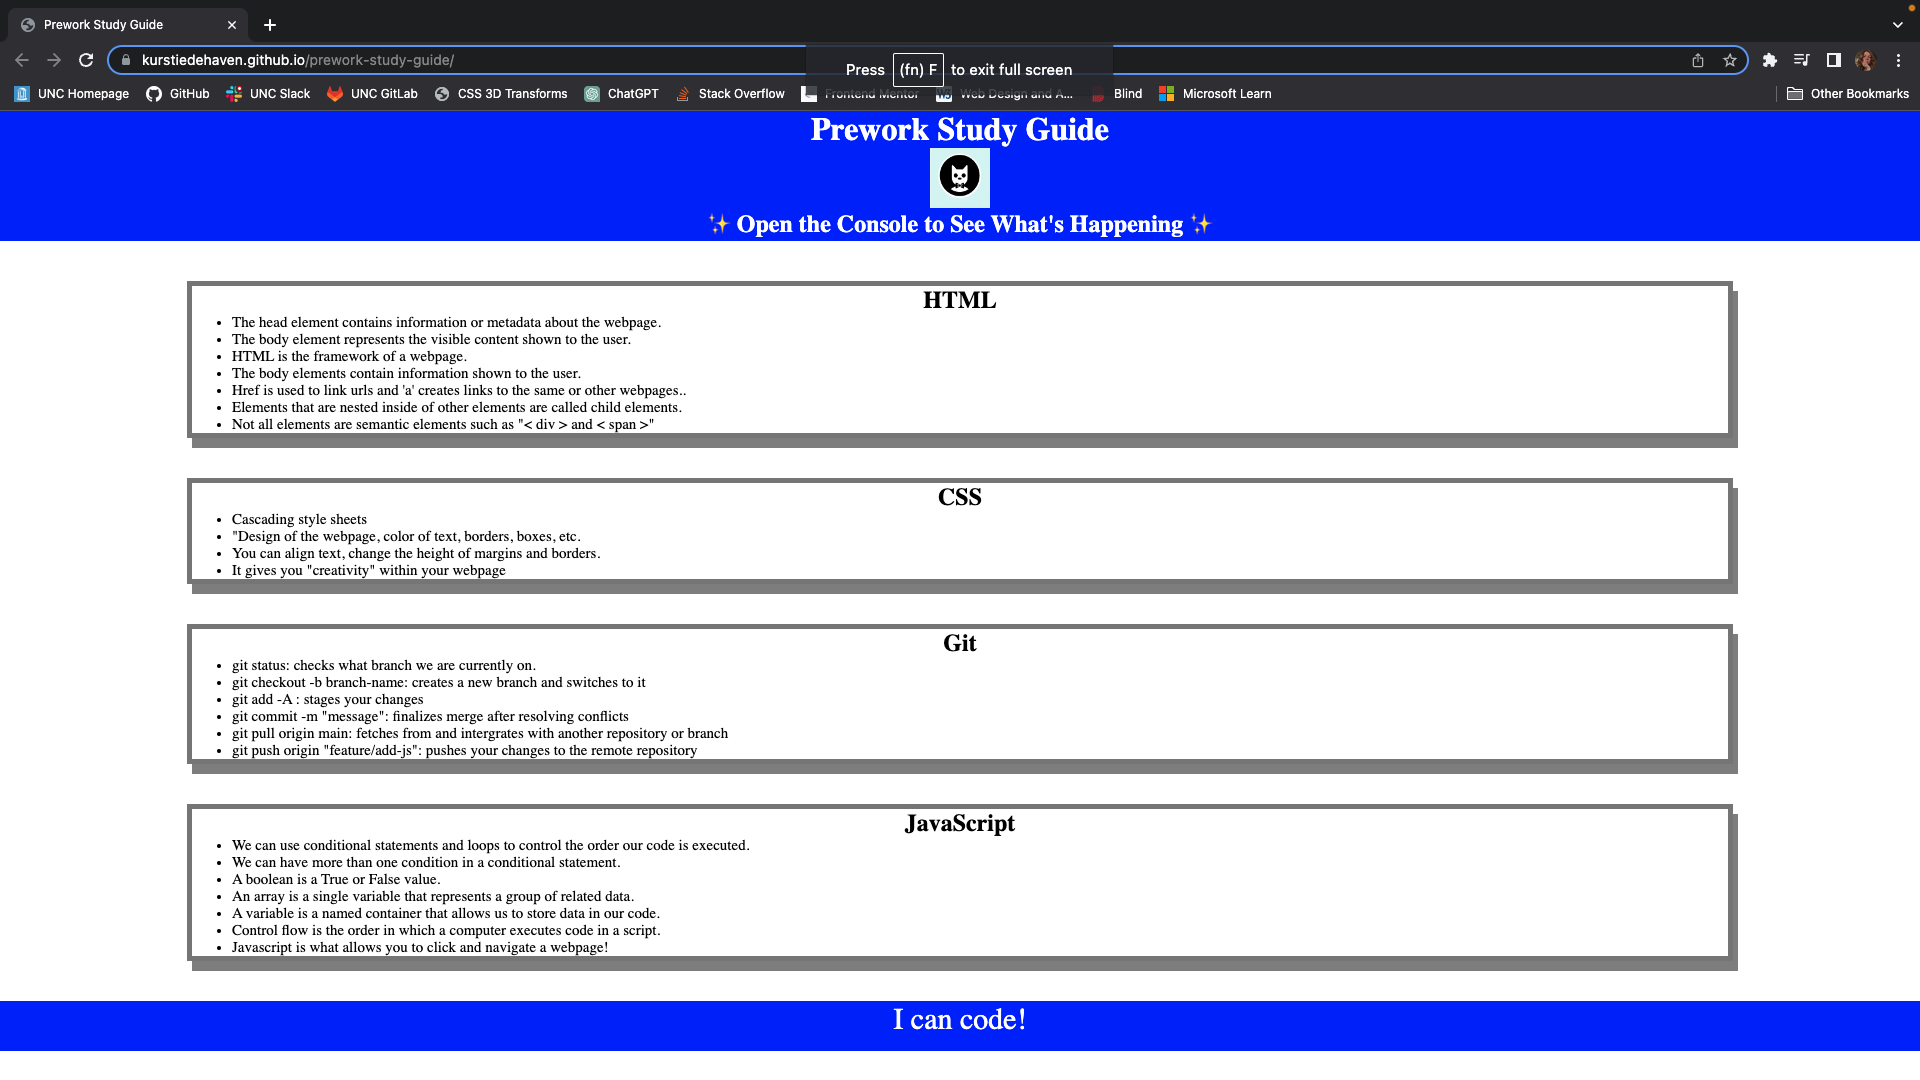 Prework Study Guide
kurstiedehaven.github.io/prework-study-guide/
Press (fn) F to exit full screen
UNC Homepage GitHub UNC Slack UNC GitLab CSS 3D Transforms ChatGPT Stack Overflow Frontend Mentor Web Design and A... Blind Microsoft Learn Other Bookmarks
Prework Study Guide
✨ Open the Console to See What's Happening ✨
HTML
• The head element contains information or metadata about the webpage.
• The body element represents the visible content shown to the user.
• HTML is the framework of a webpage.
• The body elements contain information shown to the user.
• Href is used to link urls and 'a' creates links to the same or other webpages..
• Elements that are nested inside of other elements are called child elements.
• Not all elements are semantic elements such as "< div > and < span >"
CSS
• Cascading style sheets
• "Design of the webpage, color of text, borders, boxes, etc.
• You can align text, change the height of margins and borders.
• It gives you "creativity" within your webpage
Git
• git status: checks what branch we are currently on.
• git checkout -b branch-name: creates a new branch and switches to it
• git add -A : stages your changes
• git commit -m "message": finalizes merge after resolving conflicts
• git pull origin main: fetches from and intergrates with another repository or branch
• git push origin "feature/add-js": pushes your changes to the remote repository
JavaScript
• We can use conditional statements and loops to control the order our code is executed.
• We can have more than one condition in a conditional statement.
• A boolean is a True or False value.
• An array is a single variable that represents a group of related data.
• A variable is a named container that allows us to store data in our code.
• Control flow is the order in which a computer executes code in a script.
• Javascript is what allows you to click and navigate a webpage!
I can code!